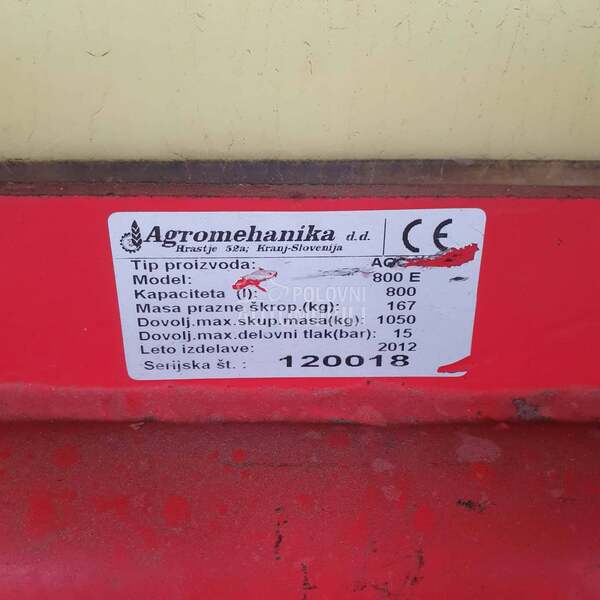 Agromehanika d.d.
Hrastje 52a; Kranj-Slovenija
CE
Tip proizvoda:
Model: 800 E
Kapaciteta (l): 800
Masa prazne škrop.(kg): 167
Dovolj.max.skup.masa(kg): 1050
Dovolj.max.delovni tlak(bar): 15
Leto izdelave: 2012
Serijska št. : 120018
POLOVNI